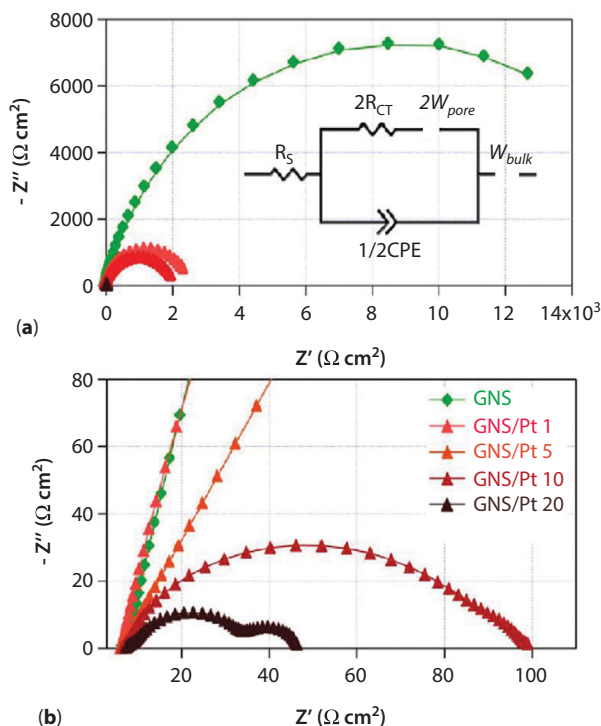 8000
6000
4000
2000
0
- Z″ (Ω cm²)
2R_CT
2W_pore
R_S
W_bulk
1/2CPE
0
2
4
6
8
10
12
14x10³
(a)
Z′ (Ω cm²)
80
60
40
20
0
- Z″ (Ω cm²)
GNS
GNS/Pt 1
GNS/Pt 5
GNS/Pt 10
GNS/Pt 20
20
40
60
80
100
(b)
Z′ (Ω cm²)